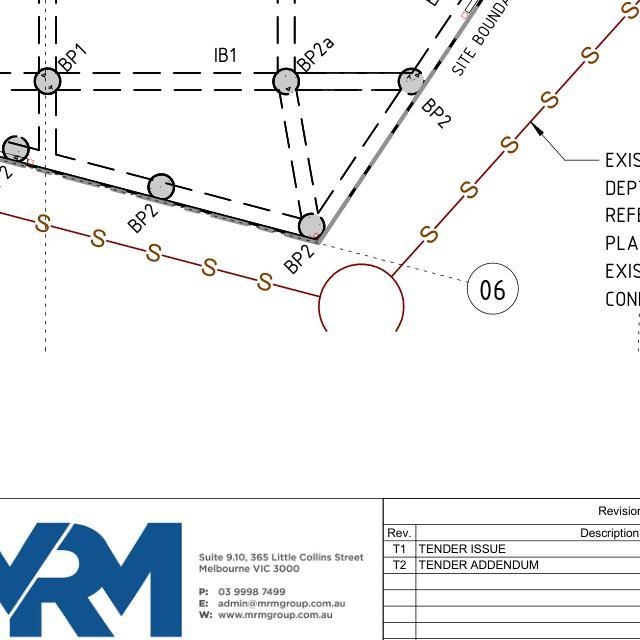 BP1
IB1
BP2a
SITE BOUNDA
BP2
BP2
BP2
S S S S S
S S S S S S
06
EXIS
DEP
REFE
PLA
EXIS
CON
MRM
Suite 9.10, 365 Little Collins Street
Melbourne VIC 3000
P: 03 9998 7499
E: admin@mrmgroup.com.au
W: www.mrmgroup.com.au
Revision
Rev. Description
T1 TENDER ISSUE
T2 TENDER ADDENDUM